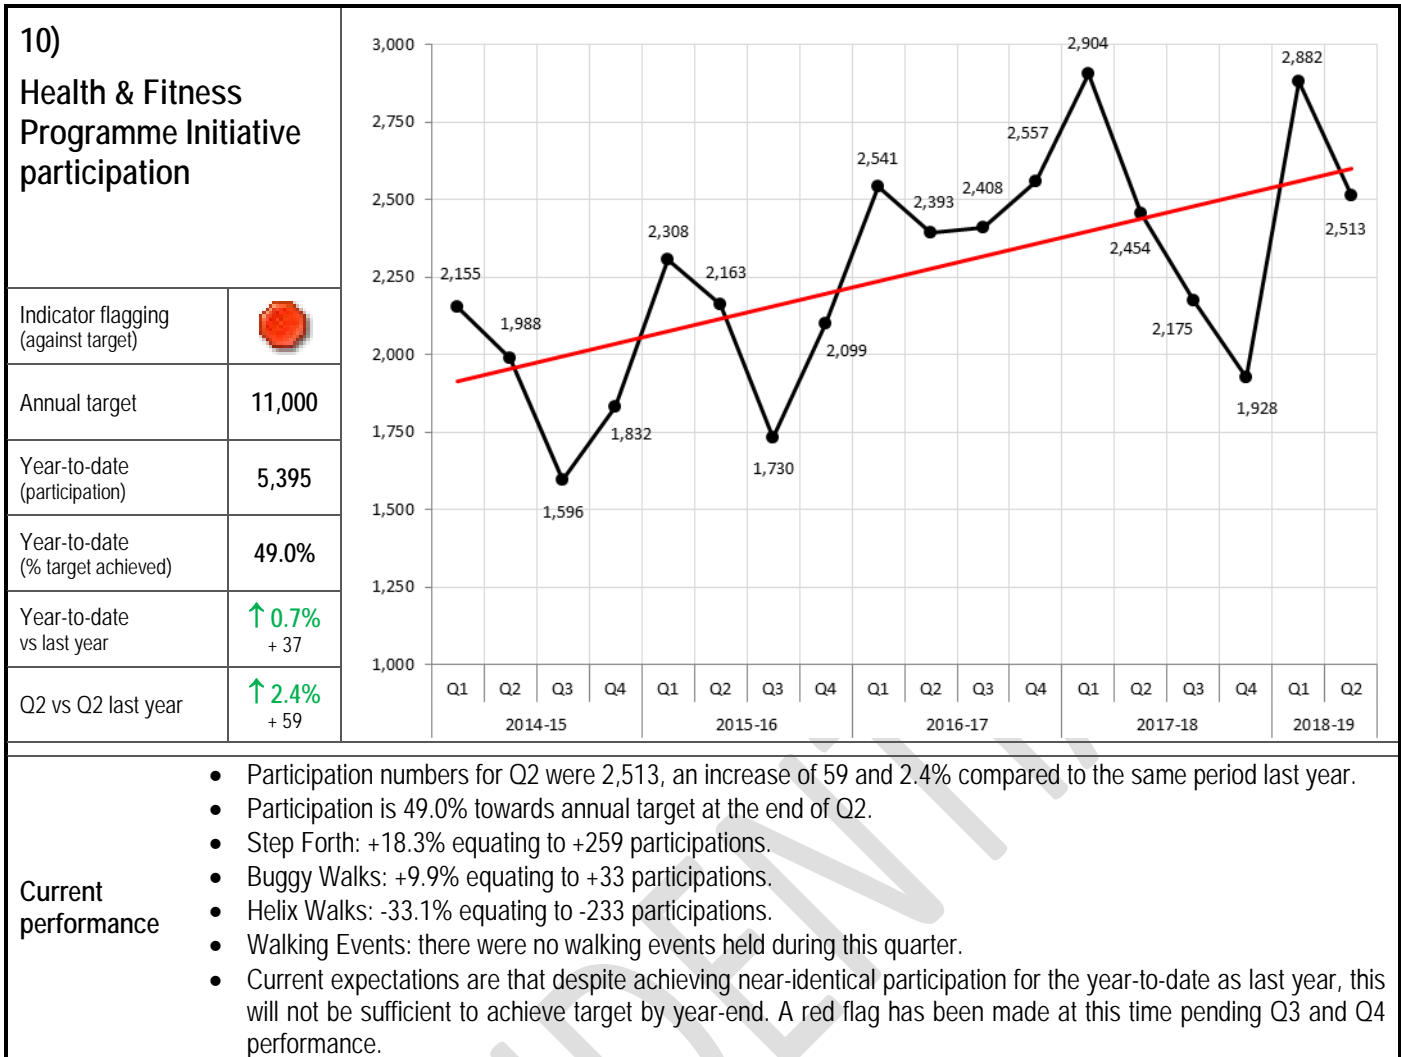 10)
Health & Fitness
Programme Initiative
participation
Indicator flagging
(against target)
Annual target
11,000
Year-to-date
(participation)
5,395
Year-to-date
(% target achieved)
49.0%
Year-to-date
vs last year
↑ 0.7%
+ 37
Q2 vs Q2 last year
↑ 2.4%
+ 59
3,000
2,750
2,500
2,250
2,000
1,750
1,500
1,250
1,000
2,155
1,988
1,596
1,832
2,308
2,163
1,730
2,099
2,541
2,393
2,408
2,557
2,904
2,454
2,175
1,928
2,882
2,513
Q1 Q2 Q3 Q4 Q1 Q2 Q3 Q4 Q1 Q2 Q3 Q4 Q1 Q2 Q3 Q4 Q1 Q2
2014-15 2015-16 2016-17 2017-18 2018-19
Current
performance
• Participation numbers for Q2 were 2,513, an increase of 59 and 2.4% compared to the same period last year.
• Participation is 49.0% towards annual target at the end of Q2.
• Step Forth: +18.3% equating to +259 participations.
• Buggy Walks: +9.9% equating to +33 participations.
• Helix Walks: -33.1% equating to -233 participations.
• Walking Events: there were no walking events held during this quarter.
• Current expectations are that despite achieving near-identical participation for the year-to-date as last year, this
will not be sufficient to achieve target by year-end. A red flag has been made at this time pending Q3 and Q4
performance.